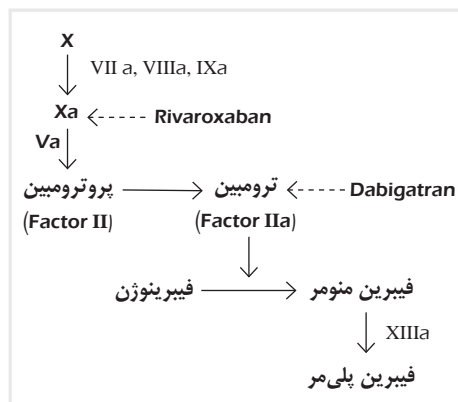 X
VII a, VIIIa, IXa
Xa Rivaroxaban
Va
پروترومبین ترومبین Dabigatran
(Factor II) (Factor IIa)
فیبرینوژن فیبرین منومر
XIIIa
فیبرین پلی‌مر